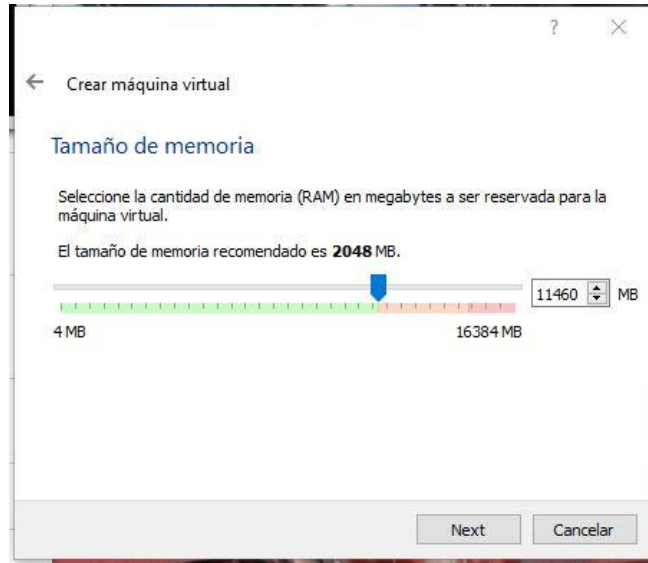 ?
Crear máquina virtual
Tamaño de memoria
Seleccione la cantidad de memoria (RAM) en megabytes a ser reservada para la
máquina virtual.
El tamaño de memoria recomendado es 2048 MB.
11460 MB
4 MB 16384 MB
Next Cancelar